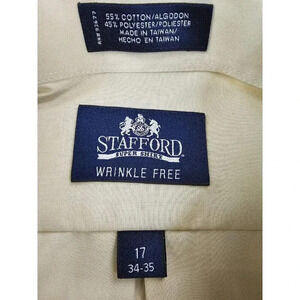 55% COTTON/ALGODON
45% POLYESTER/POLIESTER
MADE IN TAIWAN/
HECHO EN TAIWAN
STAFFORD
SUPER SHIRT
WRINKLE FREE
17
34-35